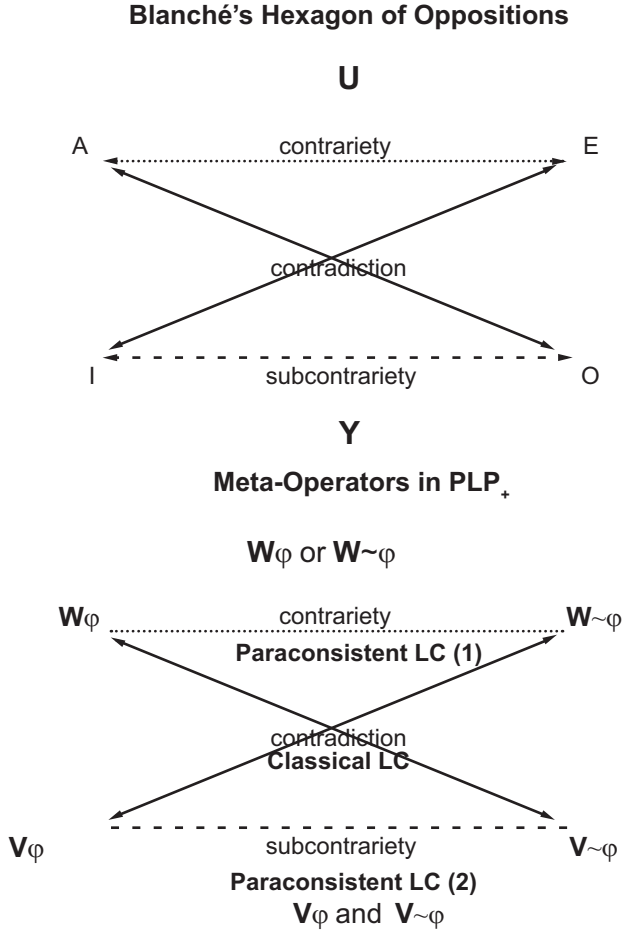 Blanché’s Hexagon of Oppositions
U
A contrariety E
contradiction
I subcontrariety O
Y
Meta-Operators in PLP₊
Wφ or W~φ
Wφ contrariety W~φ
Paraconsistent LC (1)
contradiction
Classical LC
Vφ subcontrariety V~φ
Paraconsistent LC (2)
Vφ and V~φ